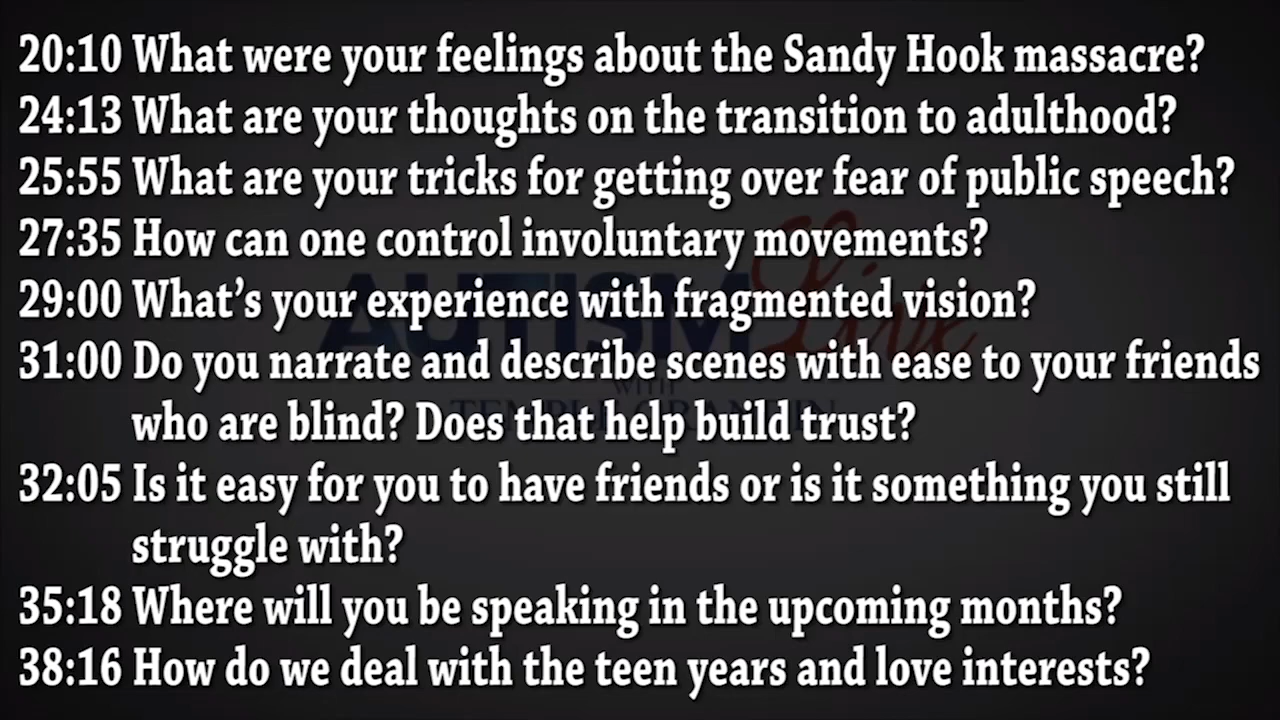 20:10 What were your feelings about the Sandy Hook massacre?
24:13 What are your thoughts on the transition to adulthood?
25:55 What are your tricks for getting over fear of public speech?
27:35 How can one control involuntary movements?
29:00 What's your experience with fragmented vision?
31:00 Do you narrate and describe scenes with ease to your friends
who are blind? Does that help build trust?
32:05 Is it easy for you to have friends or is it something you still
struggle with?
35:18 Where will you be speaking in the upcoming months?
38:16 How do we deal with the teen years and love interests?
AUTISM Live
WITH
TEMPLE GRANDIN